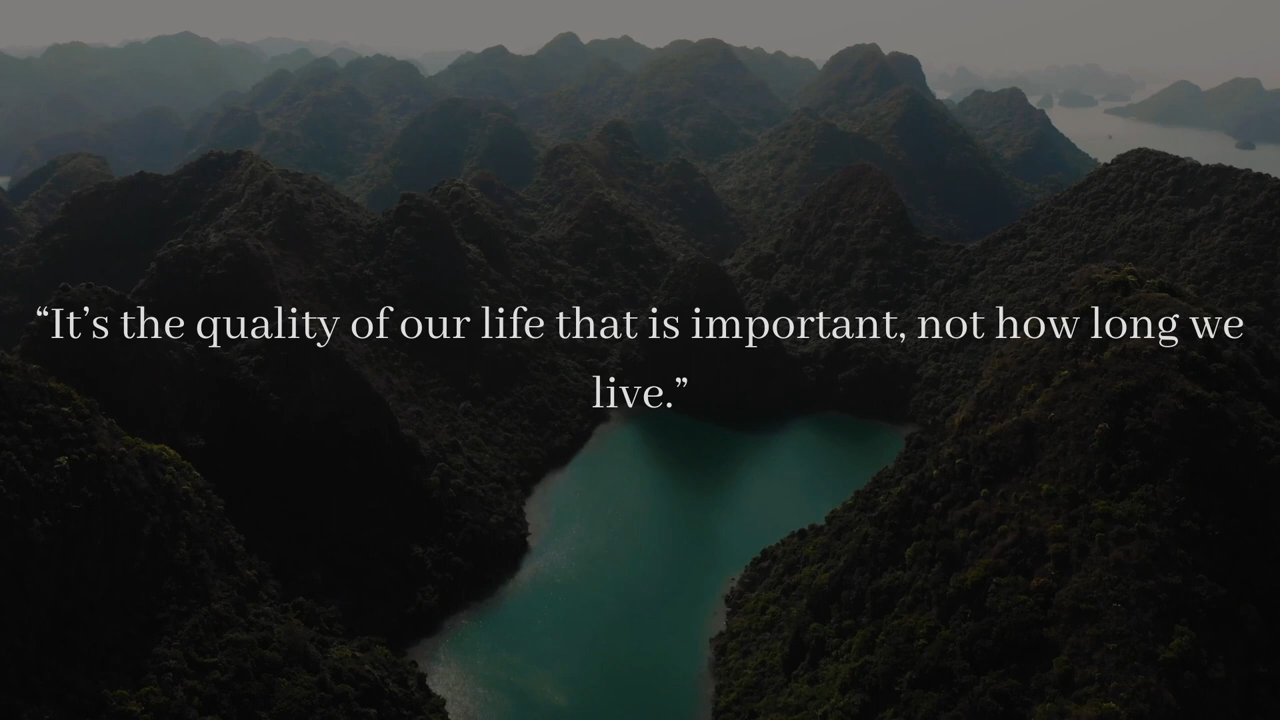 “It’s the quality of our life that is important, not how long we
live.”